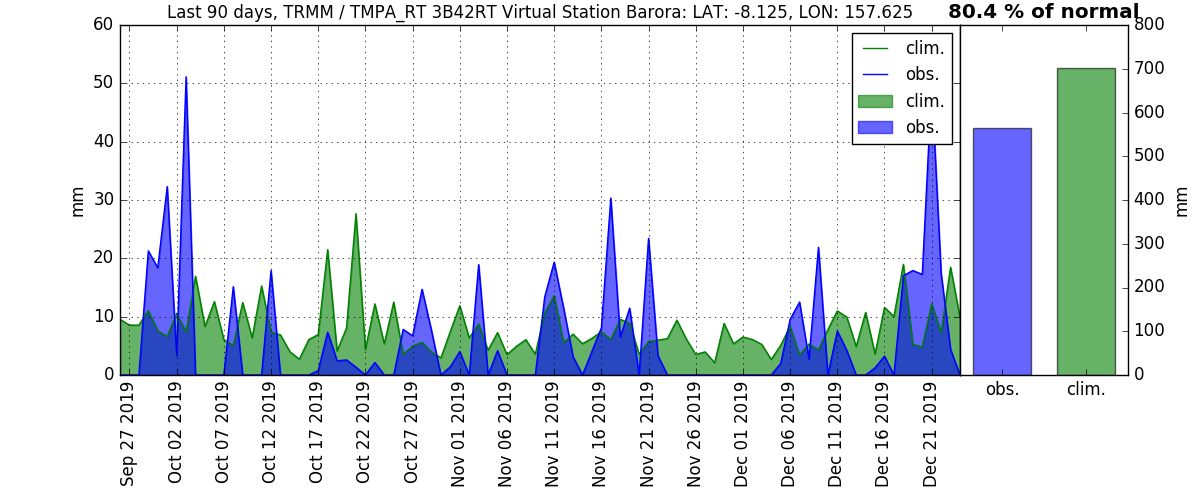 Last 90 days, TRMM / TMPA_RT 3B42RT Virtual Station Barora: LAT: -8.125, LON: 157.625
80.4 % of normal
60
50
40
30
20
10
0
mm
clim.
obs.
clim.
obs.
800
700
600
500
400
300
200
100
0
mm
Sep 27 2019
Oct 02 2019
Oct 07 2019
Oct 12 2019
Oct 17 2019
Oct 22 2019
Oct 27 2019
Nov 01 2019
Nov 06 2019
Nov 11 2019
Nov 16 2019
Nov 21 2019
Nov 26 2019
Dec 01 2019
Dec 06 2019
Dec 11 2019
Dec 16 2019
Dec 21 2019
obs.
clim.